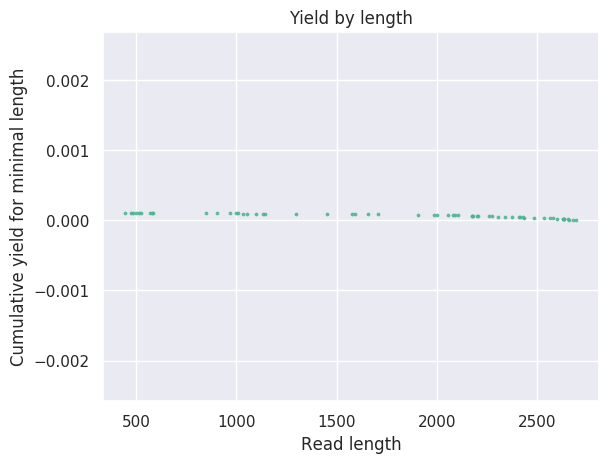 Yield by length
Cumulative yield for minimal length
0.002
0.001
0.000
−0.001
−0.002
500 1000 1500 2000 2500
Read length